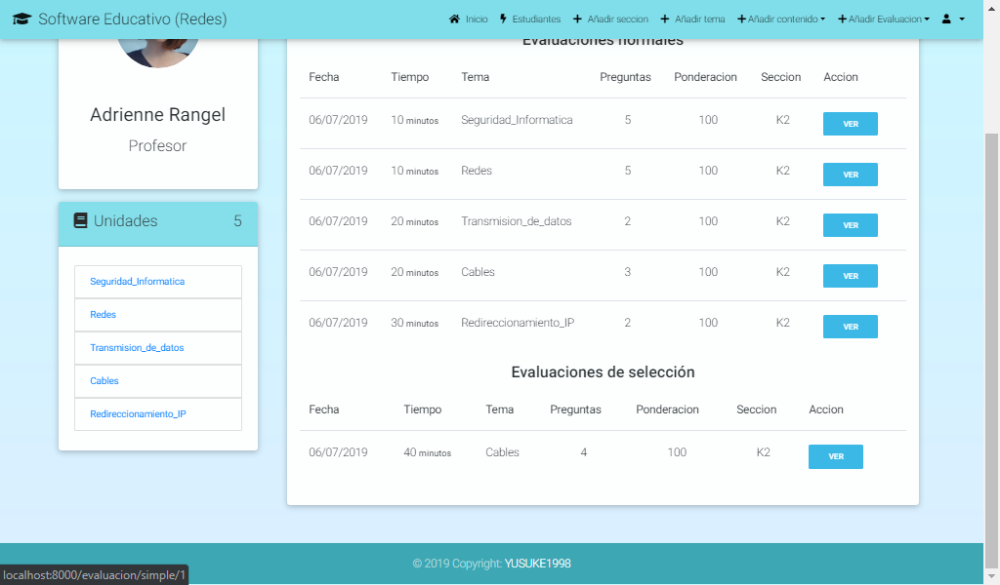 Software Educativo (Redes) Inicio Estudiantes Añadir seccion Añadir tema Añadir contenido Añadir Evaluacion
Adrienne Rangel
Profesor
Unidades 5
Seguridad_Informatica
Redes
Transmision_de_datos
Cables
Redireccionamiento_IP
Evaluaciones normales
Fecha Tiempo Tema Preguntas Ponderacion Seccion Accion
06/07/2019 10 minutos Seguridad_Informatica 5 100 K2 VER
06/07/2019 10 minutos Redes 5 100 K2 VER
06/07/2019 20 minutos Transmision_de_datos 2 100 K2 VER
06/07/2019 20 minutos Cables 3 100 K2 VER
06/07/2019 30 minutos Redireccionamiento_IP 2 100 K2 VER
Evaluaciones de selección
Fecha Tiempo Tema Preguntas Ponderacion Seccion Accion
06/07/2019 40 minutos Cables 4 100 K2 VER
© 2019 Copyright: YUSUKE1998
localhost:8000/evaluacion/simple/1